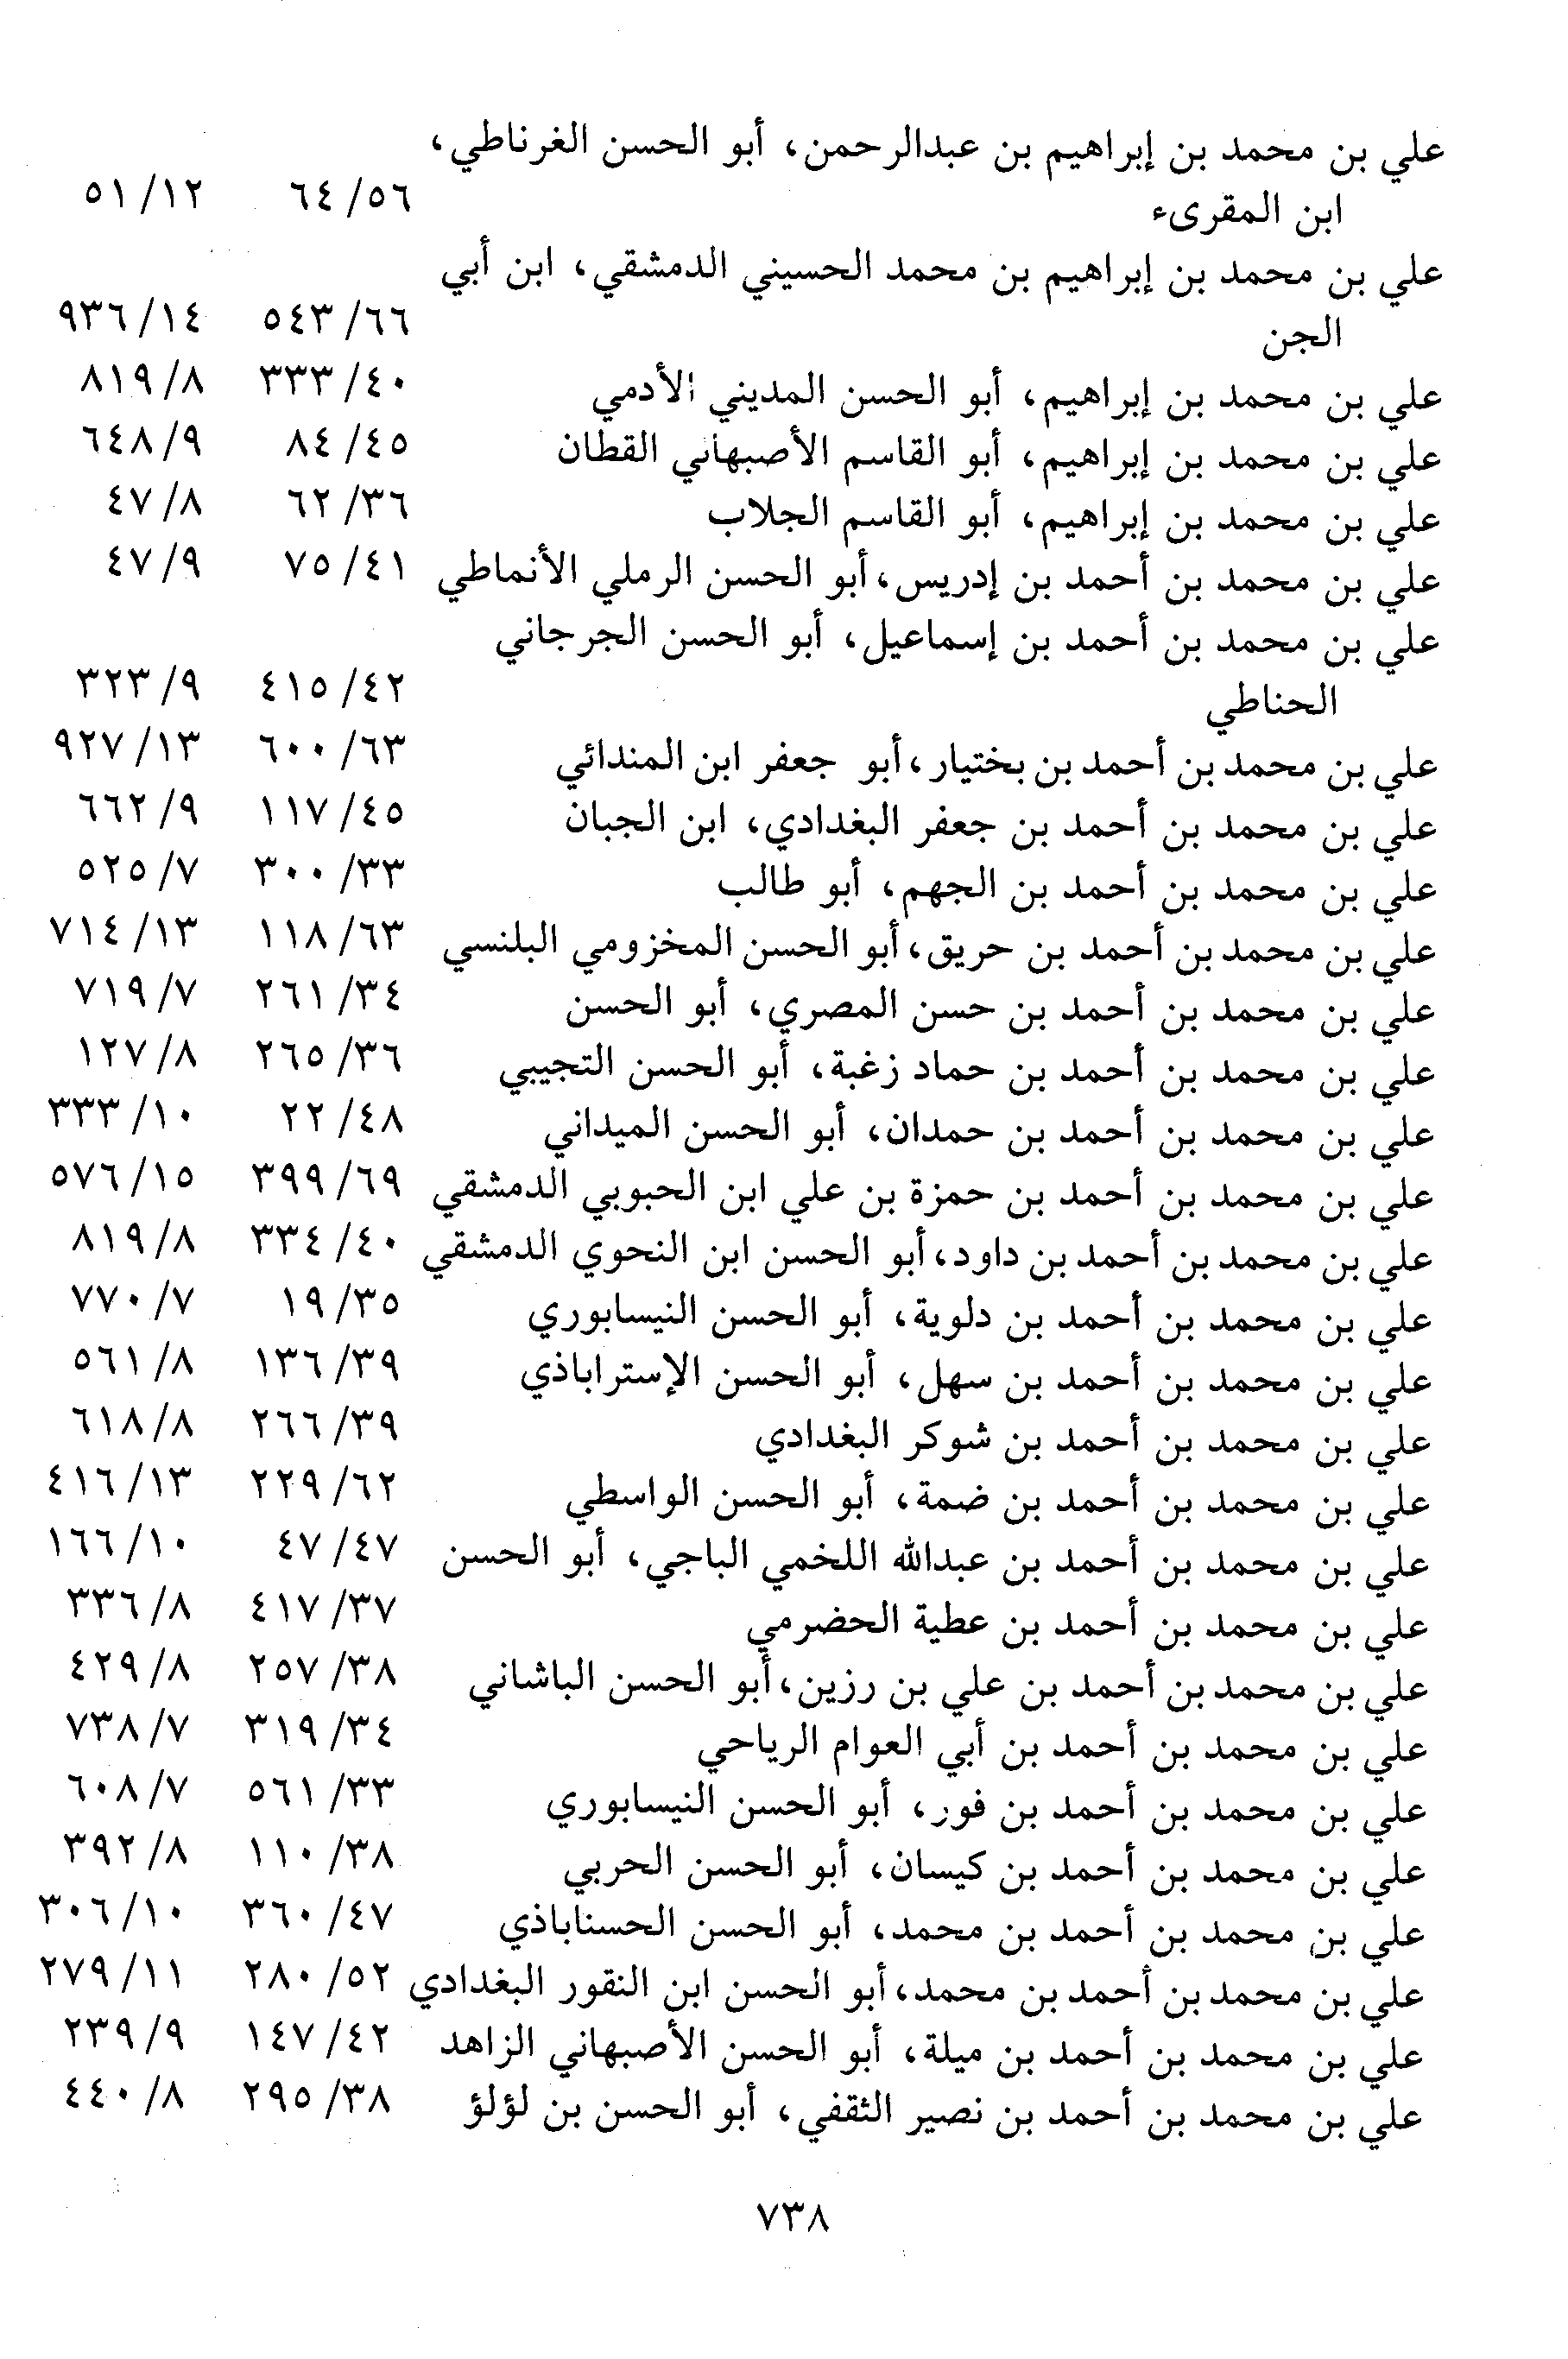 علي بن محمد بن إبراهيم بن عبدالرحمن، أبو الحسن الغرناطي،
ابن المقرىء ٥٦/ ٦٤ ١٢/ ٥١
علي بن محمد بن إبراهيم بن محمد الحسيني الدمشقي، ابن أبي
الجن ٦٦/ ٥٤٣ ١٤/ ٩٣٦
علي بن محمد بن إبراهيم، أبو الحسن المديني الأدمي ٤٠/ ٣٣٣ ٨/ ٨١٩
علي بن محمد بن إبراهيم، أبو القاسم الأصبهاني القطان ٤٥/ ٨٤ ٩/ ٦٤٨
علي بن محمد بن إبراهيم، أبو القاسم الجلاب ٣٦/ ٦٢ ٨/ ٤٧
علي بن محمد بن أحمد بن إدريس، أبو الحسن الرملي الأنماطي ٤١/ ٧٥ ٩/ ٤٧
علي بن محمد بن أحمد بن إسماعيل، أبو الحسن الجرجاني
الحناطي ٤٢/ ٤١٥ ٩/ ٣٢٣
علي بن محمد بن أحمد بن بختيار، أبو جعفر ابن المندائي ٦٣/ ٦٠٠ ١٣/ ٩٢٧
علي بن محمد بن أحمد بن جعفر البغدادي، ابن الجبان ٤٥/ ١١٧ ٩/ ٦٦٢
علي بن محمد بن أحمد بن الجهم، أبو طالب ٣٣/ ٣٠٠ ٧/ ٥٢٥
علي بن محمد بن أحمد بن حريق، أبو الحسن المخزومي البلنسي ٦٣/ ١١٨ ١٣/ ٧١٤
علي بن محمد بن أحمد بن حسن المصري، أبو الحسن ٣٤/ ٢٦١ ٧/ ٧١٩
علي بن محمد بن أحمد بن حماد زغبة، أبو الحسن التجيبي ٣٦/ ٢٦٥ ٨/ ١٢٧
علي بن محمد بن أحمد بن حمدان، أبو الحسن الميداني ٤٨/ ٢٢ ١٠/ ٣٣٣
علي بن محمد بن أحمد بن حمزة بن علي ابن الحبوبي الدمشقي ٦٩/ ٣٩٩ ١٥/ ٥٧٦
علي بن محمد بن أحمد بن داود، أبو الحسن ابن النحوي الدمشقي ٤٠/ ٣٣٤ ٨/ ٨١٩
علي بن محمد بن أحمد بن دلوية، أبو الحسن النيسابوري ٣٥/ ١٩ ٧/ ٧٧٠
علي بن محمد بن أحمد بن سهل، أبو الحسن الإستراباذي ٣٩/ ١٣٦ ٨/ ٥٦١
علي بن محمد بن أحمد بن شوكر البغدادي ٣٩/ ٢٦٦ ٨/ ٦١٨
علي بن محمد بن أحمد بن ضمة، أبو الحسن الواسطي ٦٢/ ٢٢٩ ١٣/ ٤١٦
علي بن محمد بن أحمد بن عبدالله اللخمي الباجي، أبو الحسن ٤٧/ ٤٧ ١٠/ ١٦٦
علي بن محمد بن أحمد بن عطية الحضرمي ٣٧/ ٤١٧ ٨/ ٣٣٦
علي بن محمد بن أحمد بن علي بن رزين، أبو الحسن الباشاني ٣٨/ ٢٥٧ ٨/ ٤٢٩
علي بن محمد بن أحمد بن أبي العوام الرياحي ٣٤/ ٣١٩ ٧/ ٧٣٨
علي بن محمد بن أحمد بن فور، أبو الحسن النيسابوري ٣٣/ ٥٦١ ٧/ ٦٠٨
علي بن محمد بن أحمد بن كيسان، أبو الحسن الحربي ٣٨/ ١١٠ ٨/ ٣٩٢
علي بن محمد بن أحمد بن محمد، أبو الحسن الحسناباذي ٤٧/ ٣٦٠ ١٠/ ٣٠٦
علي بن محمد بن أحمد بن محمد، أبو الحسن ابن النقور البغدادي ٥٢/ ٢٨٠ ١١/ ٢٧٩
علي بن محمد بن أحمد بن ميلة، أبو الحسن الأصبهاني الزاهد ٤٢/ ١٤٧ ٩/ ٢٣٩
علي بن محمد بن أحمد بن نصير الثقفي، أبو الحسن بن لؤلؤ ٣٨/ ٢٩٥ ٨/ ٤٤٠
٧٣٨